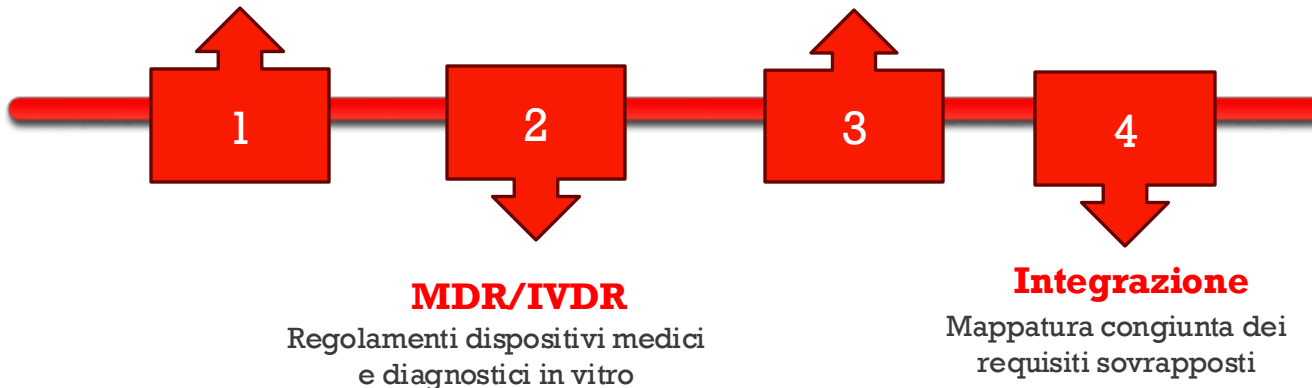 1
2
3
4
MDR/IVDR
Regolamenti dispositivi medici
e diagnostici in vitro
Integrazione
Mappatura congiunta dei
requisiti sovrapposti